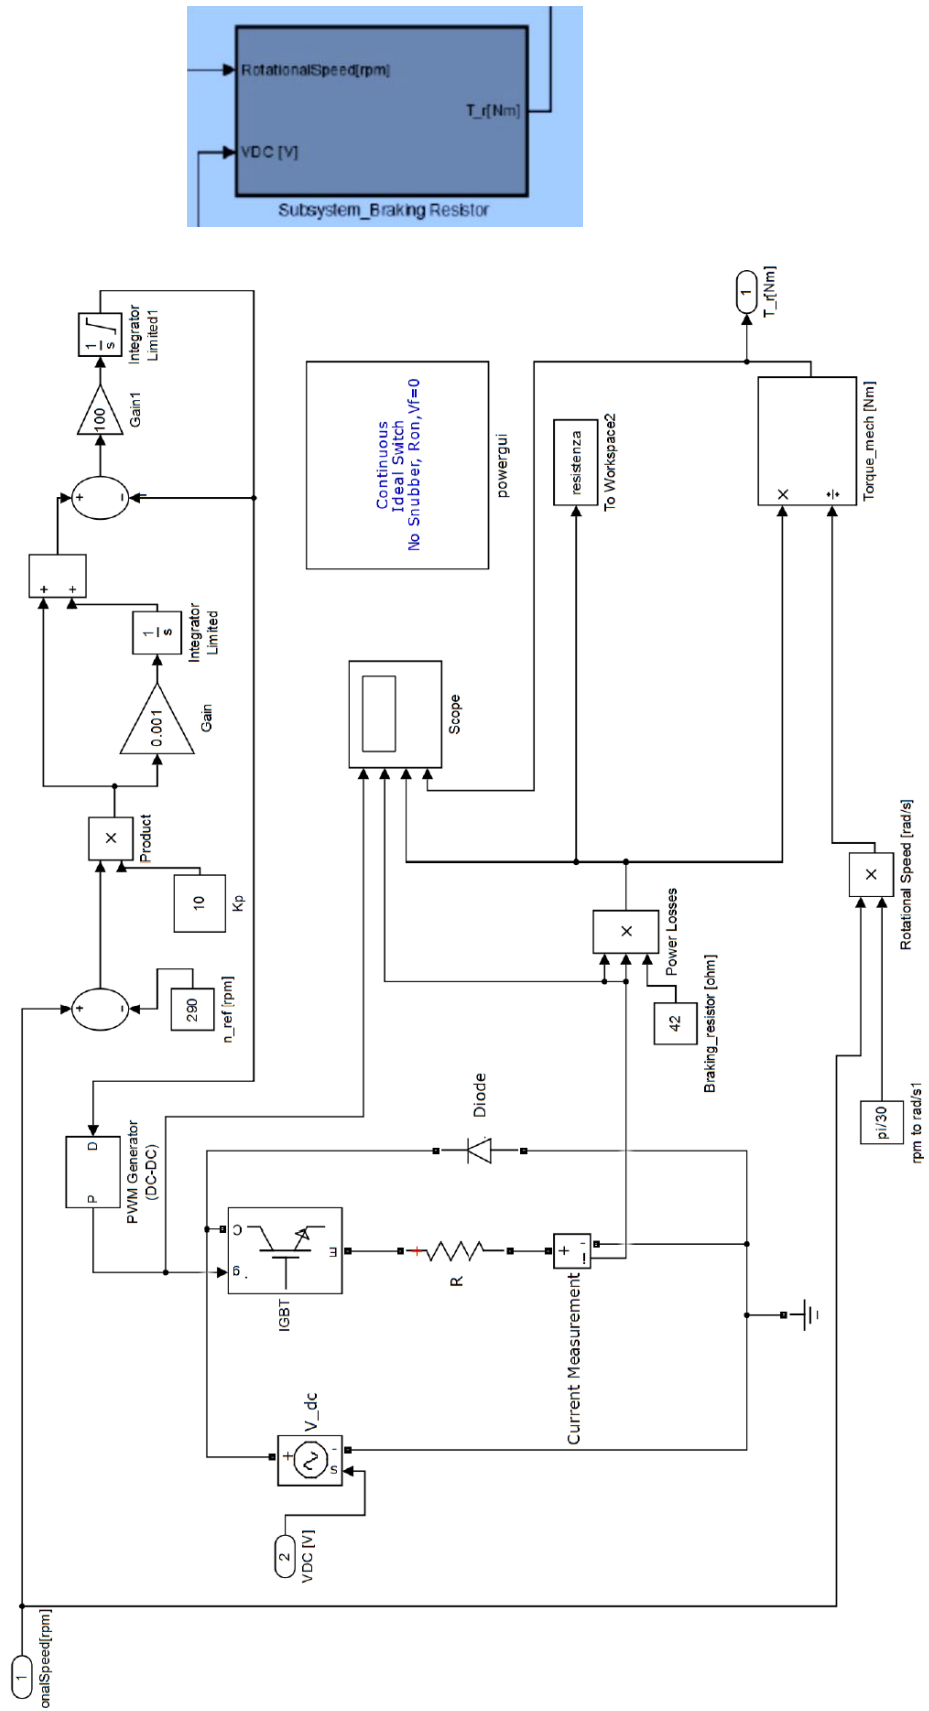 RotationalSpeed[rpm]
T_r[Nm]
VDC [V]
Subsystem_Braking Resistor
1
s
Integrator
Limited1
100
Gain1
+
-
+
+
1
s
Integrator
Limited
0.001
Gain
×
Product
10
Kp
+
-
290
n_ref [rpm]
D
P
PWM Generator
(DC-DC)
Continuous
Ideal Switch
No Snubber, Ron,Vf=0
powergui
1
T_r[Nm]
resistenza
To Workspace2
×
÷
Torque_mech [Nm]
Scope
×
Power Losses
42
Braking_resistor [ohm]
×
Rotational Speed [rad/s]
pi/30
rpm to rad/s1
Diode
g
C
E
IGBT
+
R
+
-
i
Current Measurement
V_dc
+
-
s
2
VDC [V]
1
onalSpeed[rpm]